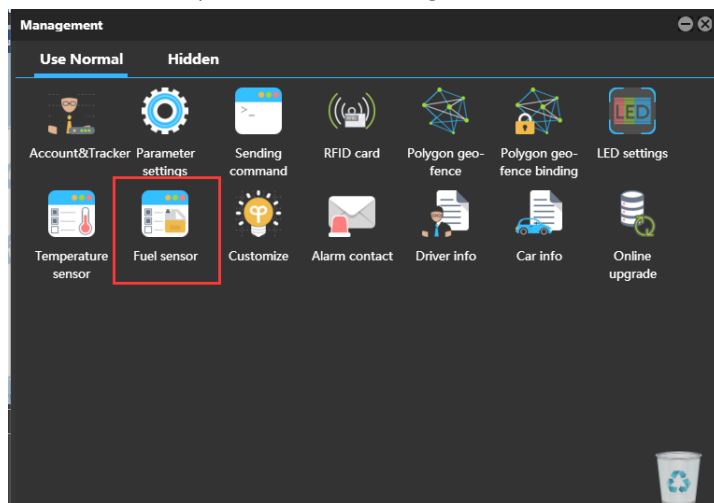 Management
Use Normal Hidden
>_
LED
Account&Tracker Parameter settings Sending command RFID card Polygon geo-fence Polygon geo-fence binding LED settings
Temperature sensor Fuel sensor Customize Alarm contact Driver info Car info Online upgrade